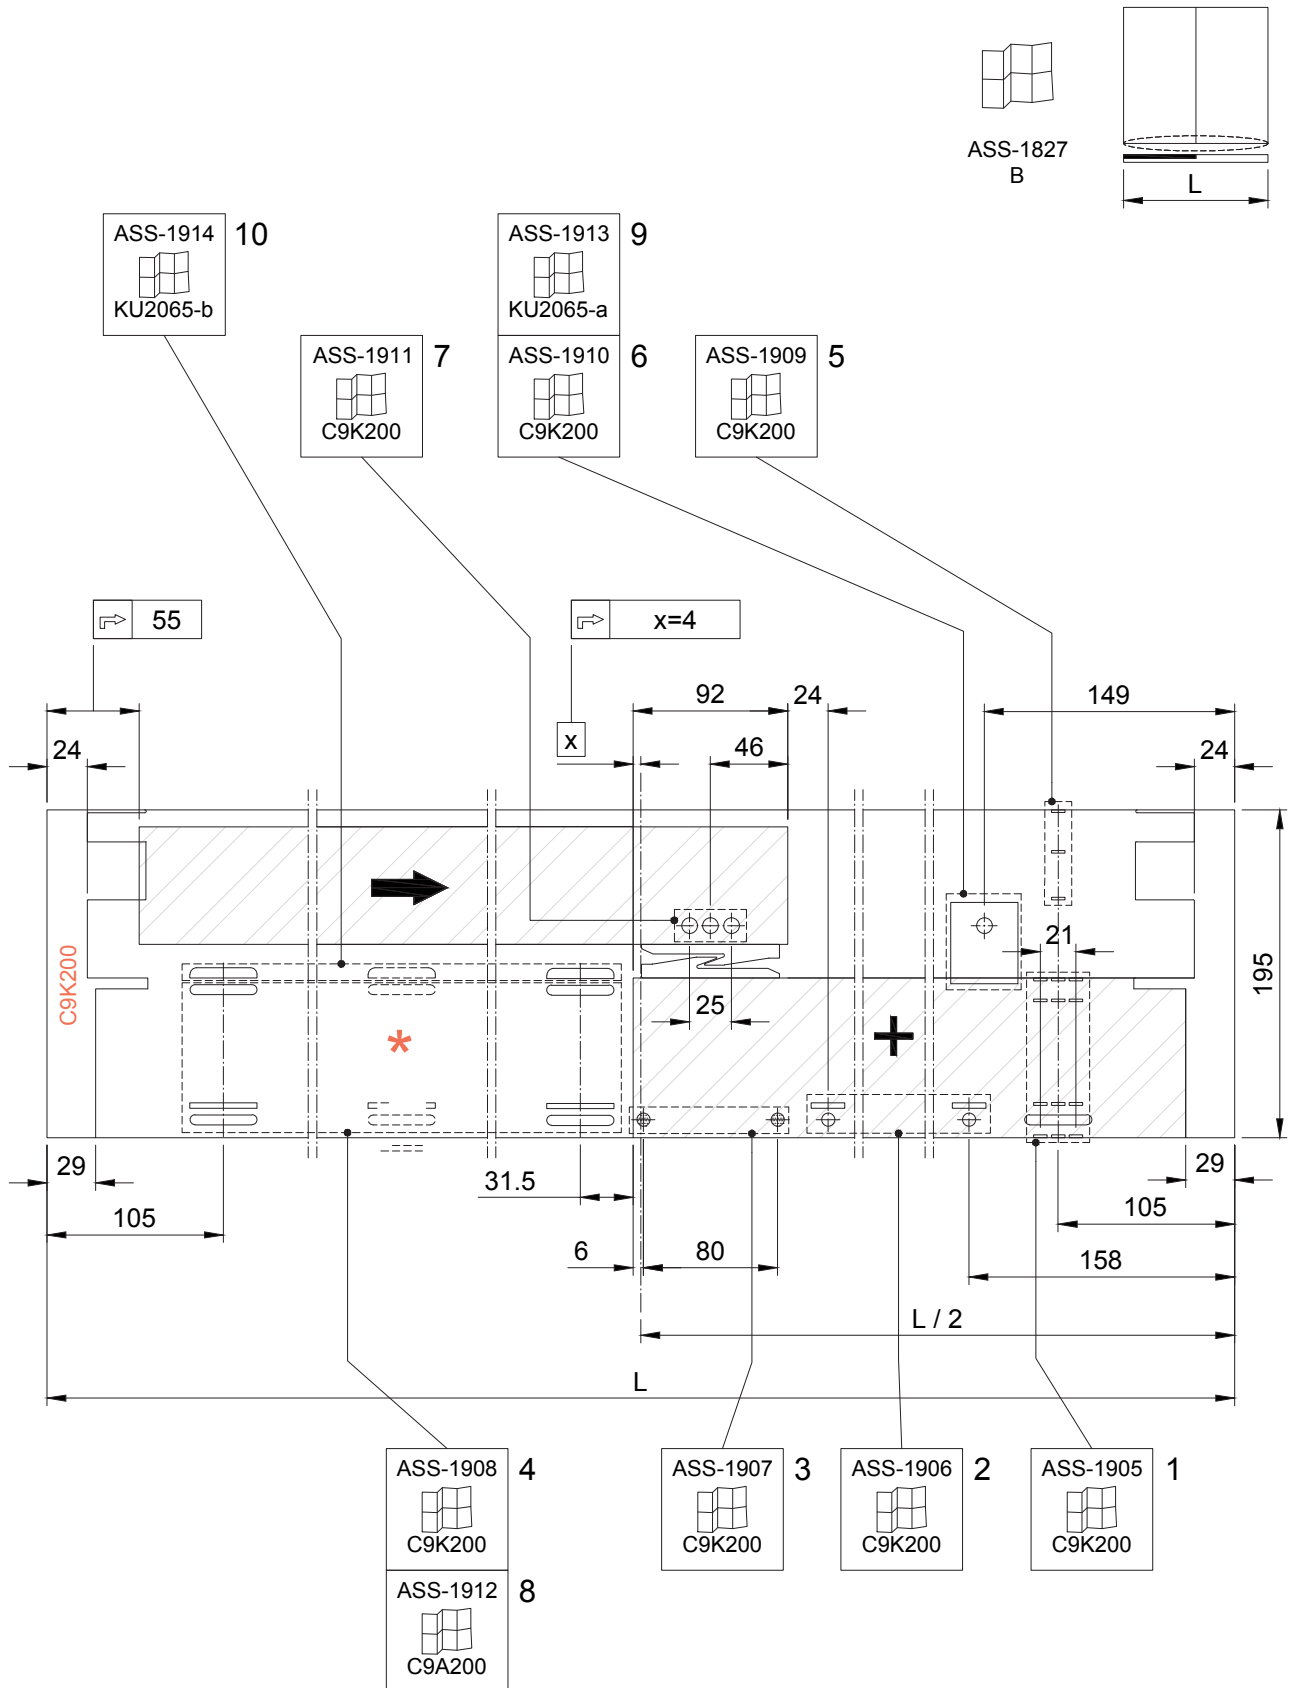 ASS-1827
B
L
ASS-1914
KU2065-b
10
ASS-1913
KU2065-a
9
ASS-1911
C9K200
7
ASS-1910
C9K200
6
ASS-1909
C9K200
5
55
x=4
x
92
24
149
24
46
24
C9K200
*
21
25
195
29
31.5
29
105
105
6
80
158
L / 2
L
ASS-1908
C9K200
4
ASS-1907
C9K200
3
ASS-1906
C9K200
2
ASS-1905
C9K200
1
ASS-1912
C9A200
8